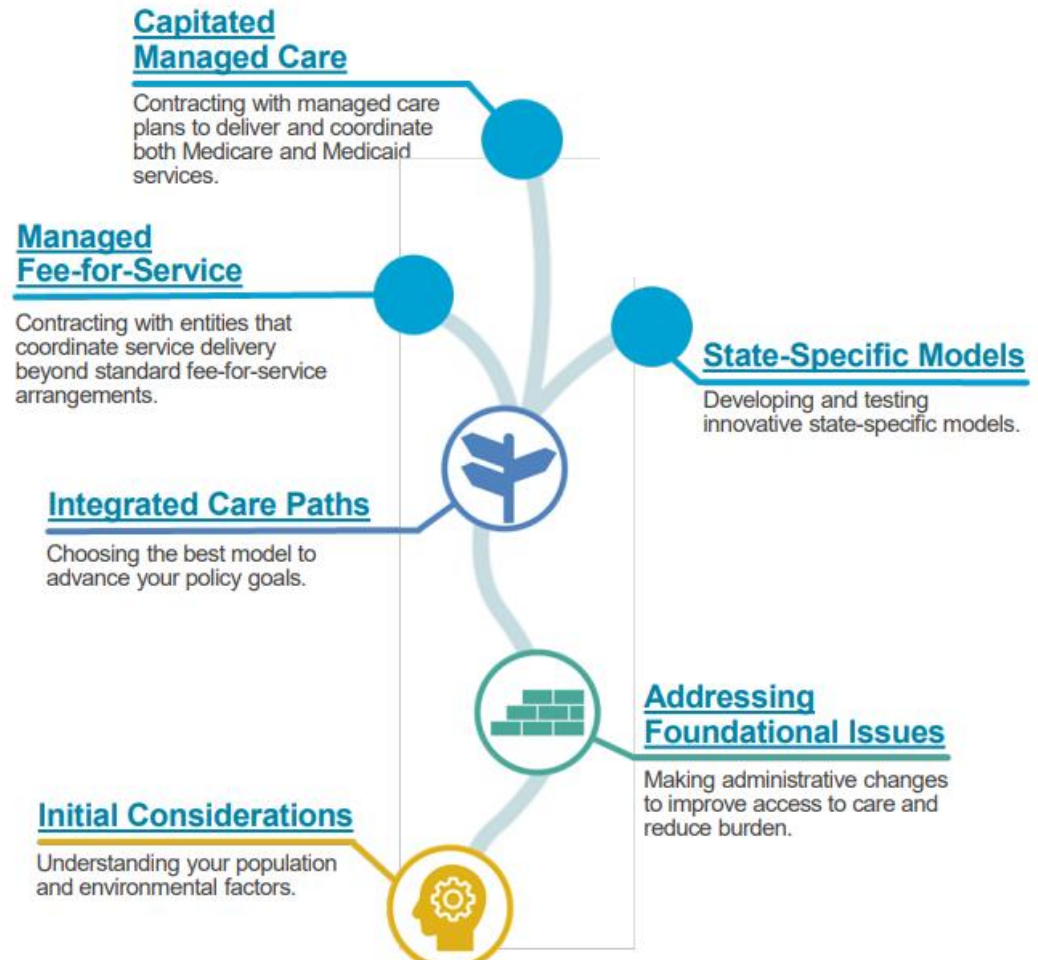 Capitated
Managed Care
Contracting with managed care
plans to deliver and coordinate
both Medicare and Medicaid
services.
Managed
Fee-for-Service
Contracting with entities that
coordinate service delivery
beyond standard fee-for-service
arrangements.
State-Specific Models
Developing and testing
innovative state-specific models.
Integrated Care Paths
Choosing the best model to
advance your policy goals.
Addressing
Foundational Issues
Making administrative changes
to improve access to care and
reduce burden.
Initial Considerations
Understanding your population
and environmental factors.